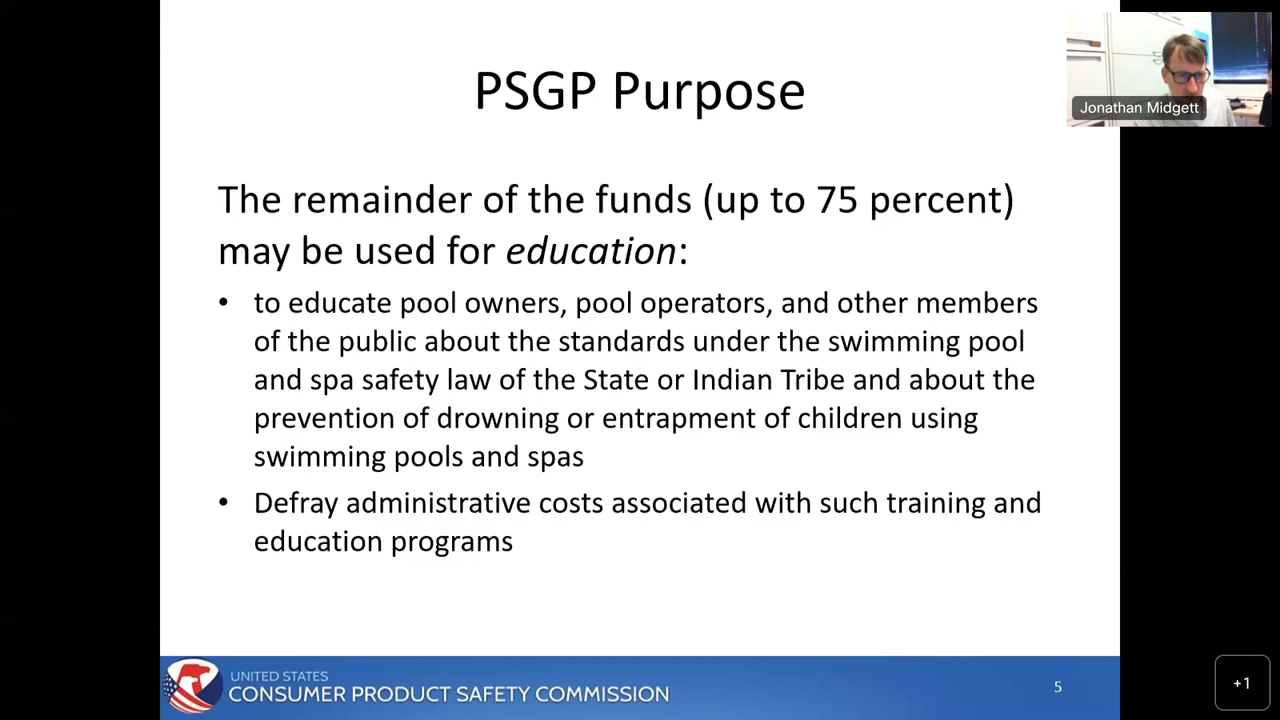 PSGP Purpose
Jonathan Midgett
The remainder of the funds (up to 75 percent)
may be used for education:
• to educate pool owners, pool operators, and other members
of the public about the standards under the swimming pool
and spa safety law of the State or Indian Tribe and about the
prevention of drowning or entrapment of children using
swimming pools and spas
• Defray administrative costs associated with such training and
education programs
UNITED STATES
CONSUMER PRODUCT SAFETY COMMISSION
5
+1